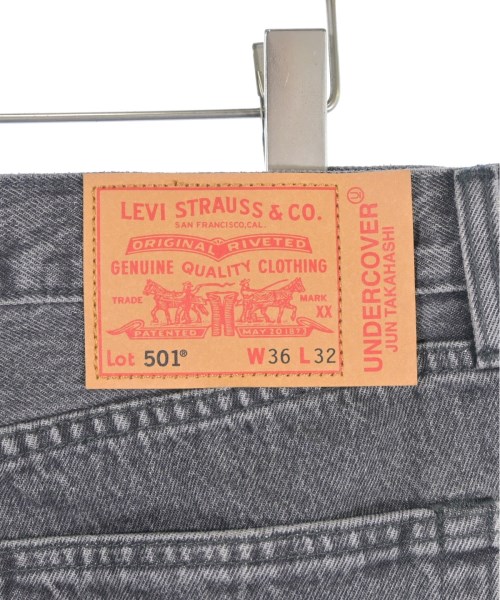 LEVI STRAUSS & CO.
SAN FRANCISCO, CAL.
ORIGINAL RIVETED
GENUINE QUALITY CLOTHING
TRADE MARK
XX
PATENTED MAY 20 187
Lot 501® W36 L32
UNDERCOVER
JUN TAKAHASHI